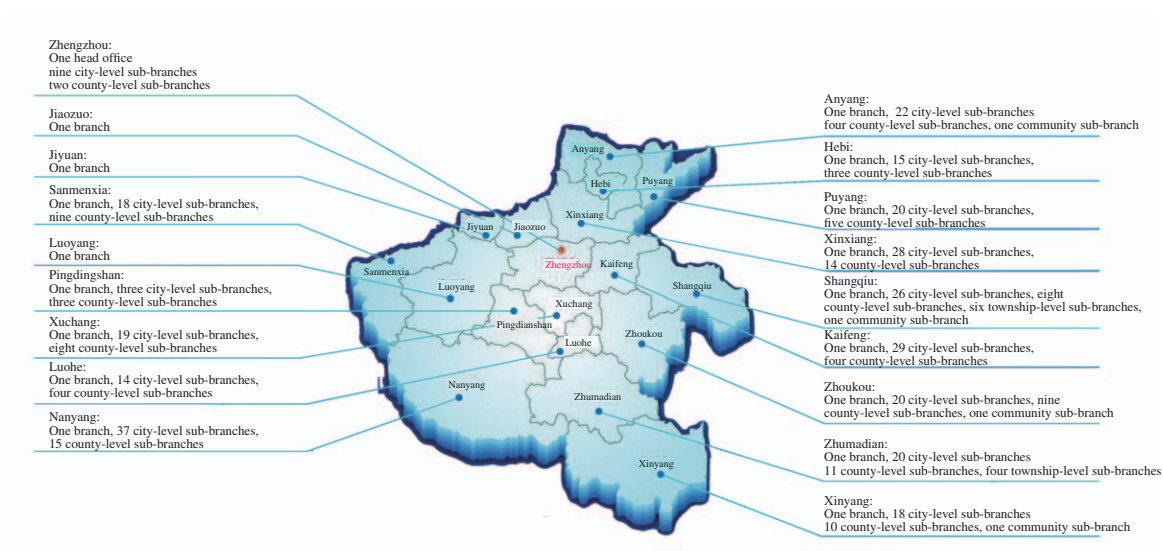 Zhengzhou:
One head office
nine city-level sub-branches
two county-level sub-branches
Jiaozuo:
One branch
Jiyuan:
One branch
Sanmenxia:
One branch, 18 city-level sub-branches,
nine county-level sub-branches
Luoyang:
One branch
Pingdingshan:
One branch, three city-level sub-branches,
three county-level sub-branches
Xuchang:
One branch, 19 city-level sub-branches,
eight county-level sub-branches
Luohe:
One branch, 14 city-level sub-branches,
four county-level sub-branches
Nanyang:
One branch, 37 city-level sub-branches,
15 county-level sub-branches
Anyang
Hebi
Puyang
Xinxiang
Jiyuan
Jiaozuo
Zhengzhou
Kaifeng
Sanmenxia
Luoyang
Shangqiu
Xuchang
Pingdianshan
Zhoukou
Luohe
Nanyang
Zhumadian
Xinyang
Anyang:
One branch, 22 city-level sub-branches
four county-level sub-branches, one community sub-branch
Hebi:
One branch, 15 city-level sub-branches,
three county-level sub-branches
Puyang:
One branch, 20 city-level sub-branches,
five county-level sub-branches
Xinxiang:
One branch, 28 city-level sub-branches,
14 county-level sub-branches
Shangqiu:
One branch, 26 city-level sub-branches, eight
county-level sub-branches, six township-level sub-branches,
one community sub-branch
Kaifeng:
One branch, 29 city-level sub-branches,
four county-level sub-branches
Zhoukou:
One branch, 20 city-level sub-branches, nine
county-level sub-branches, one community sub-branch
Zhumadian:
One branch, 20 city-level sub-branches
11 county-level sub-branches, four township-level sub-branches
Xinyang:
One branch, 18 city-level sub-branches
10 county-level sub-branches, one community sub-branch